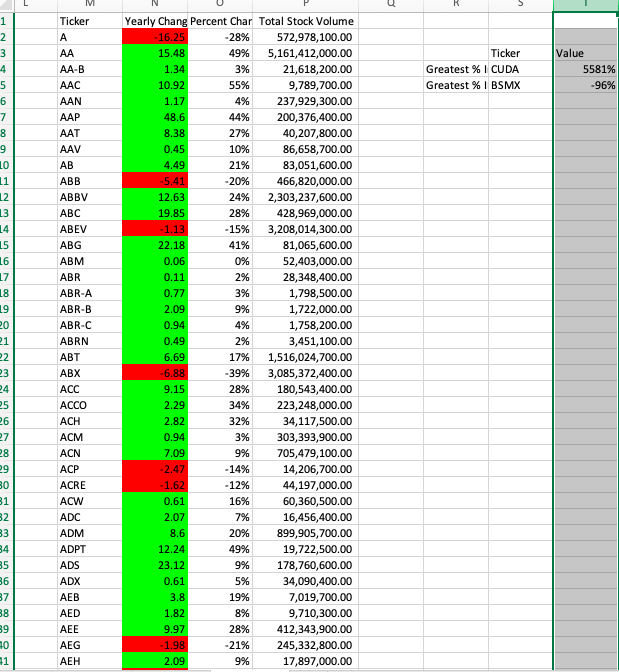 L M N O P Q R S T
1 Ticker Yearly Chang Percent Char Total Stock Volume
2 A -16.25 -28% 572,978,100.00
3 AA 15.48 49% 5,161,412,000.00 Ticker Value
4 AA-B 1.34 3% 21,618,200.00 Greatest % I CUDA 5581%
5 AAC 10.92 55% 9,789,700.00 Greatest % I BSMX -96%
6 AAN 1.17 4% 237,929,300.00
7 AAP 48.6 44% 200,376,400.00
8 AAT 8.38 27% 40,207,800.00
9 AAV 0.45 10% 86,658,700.00
10 AB 4.49 21% 83,051,600.00
11 ABB -5.41 -20% 466,820,000.00
12 ABBV 12.63 24% 2,303,237,600.00
13 ABC 19.85 28% 428,969,000.00
14 ABEV -1.13 -15% 3,208,014,300.00
15 ABG 22.18 41% 81,065,600.00
16 ABM 0.06 0% 52,403,000.00
17 ABR 0.11 2% 28,348,400.00
18 ABR-A 0.77 3% 1,798,500.00
19 ABR-B 2.09 9% 1,722,000.00
20 ABR-C 0.94 4% 1,758,200.00
21 ABRN 0.49 2% 3,451,100.00
22 ABT 6.69 17% 1,516,024,700.00
23 ABX -6.88 -39% 3,085,372,400.00
24 ACC 9.15 28% 180,543,400.00
25 ACCO 2.29 34% 223,248,000.00
26 ACH 2.82 32% 34,117,500.00
27 ACM 0.94 3% 303,393,900.00
28 ACN 7.09 9% 705,479,100.00
29 ACP -2.47 -14% 14,206,700.00
30 ACRE -1.62 -12% 44,197,000.00
31 ACW 0.61 16% 60,360,500.00
32 ADC 2.07 7% 16,456,400.00
33 ADM 8.6 20% 899,905,700.00
34 ADPT 12.24 49% 19,722,500.00
35 ADS 23.12 9% 178,760,600.00
36 ADX 0.61 5% 34,090,400.00
37 AEB 3.8 19% 7,019,700.00
38 AED 1.82 8% 9,710,300.00
39 AEE 9.97 28% 412,343,900.00
40 AEG -1.98 -21% 245,332,800.00
41 AEH 2.09 9% 17,897,000.00